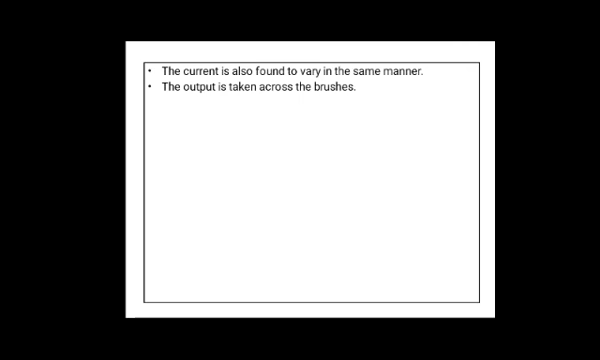 • The current is also found to vary in the same manner.
• The output is taken across the brushes.